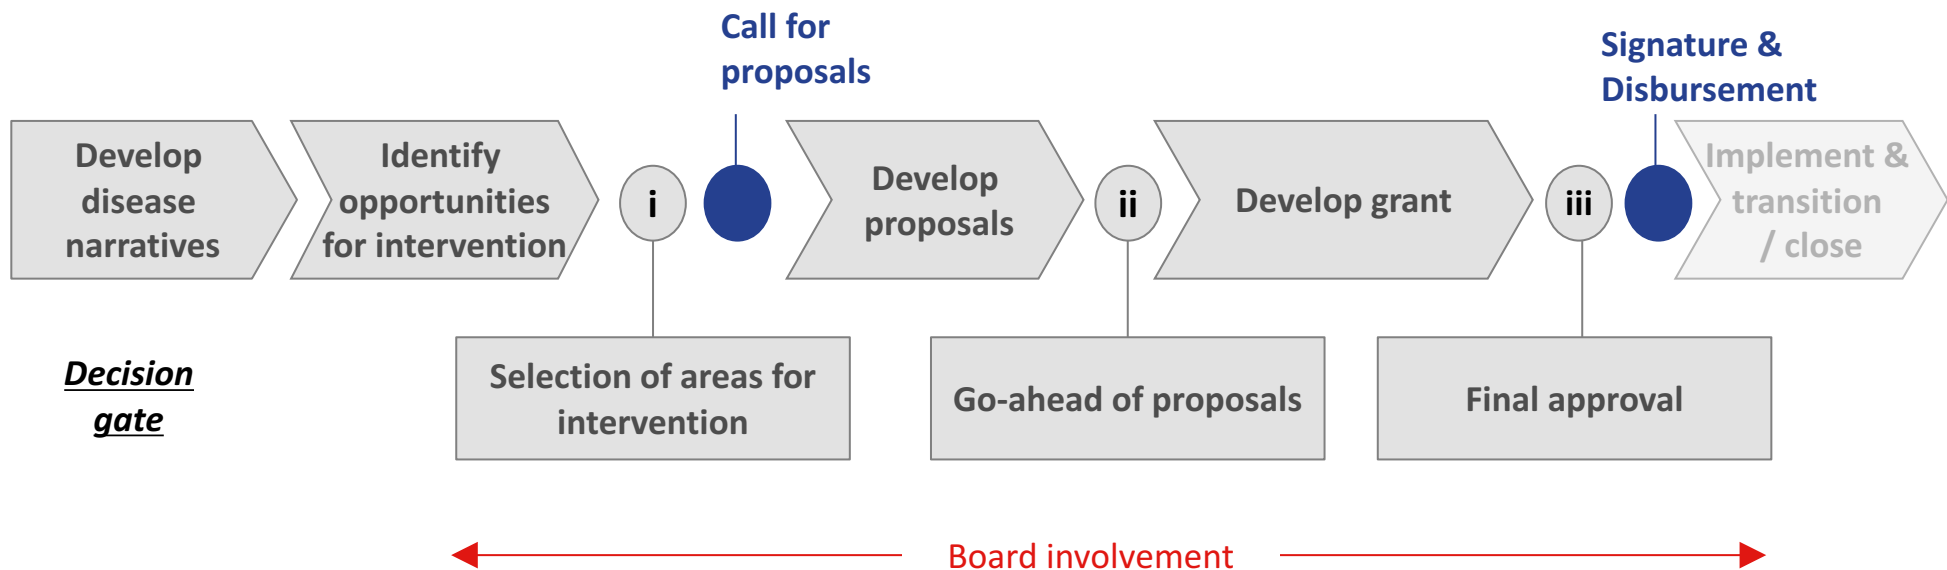 Call for
proposals
Signature &
Disbursement
Develop
disease
narratives
Identify
opportunities
for intervention
i
Develop
proposals
ii
Develop grant
iii
Implement &
transition
/ close
Decision
gate
Selection of areas for
intervention
Go-ahead of proposals
Final approval
Board involvement